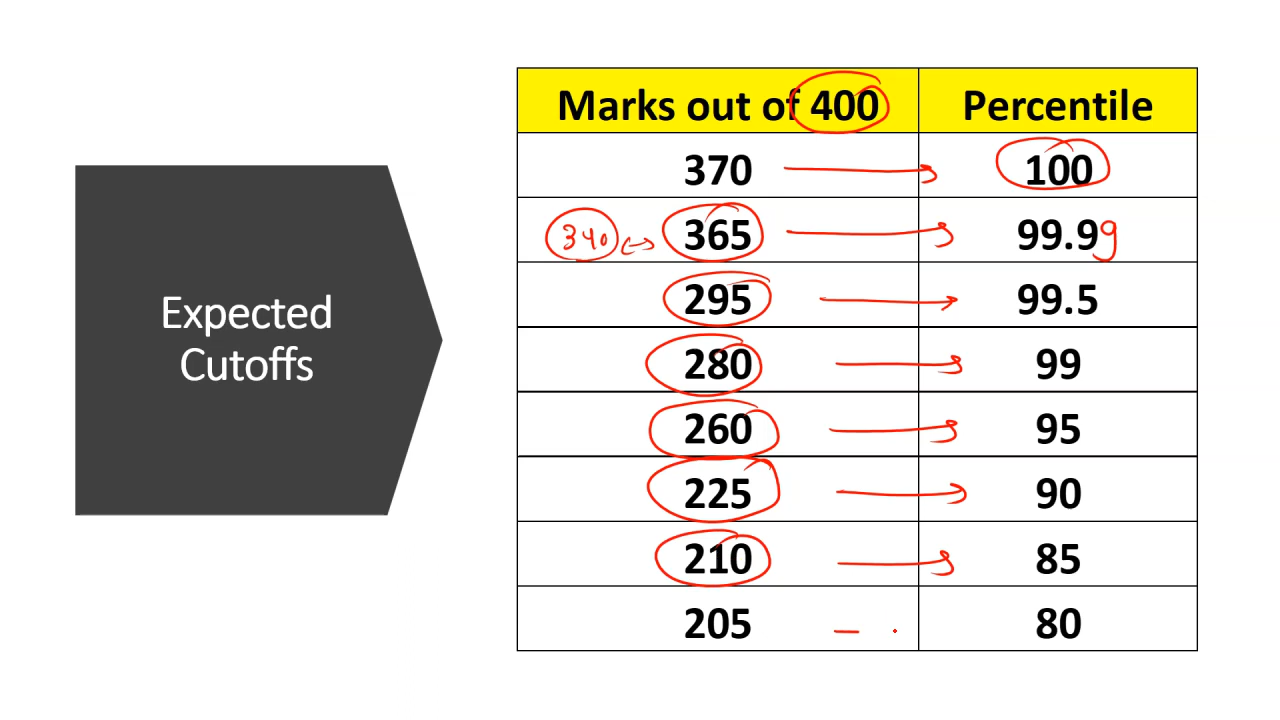 Expected
Cutoffs
Marks out of 400 Percentile
370 100
340 365 99.99
295 99.5
280 99
260 95
225 90
210 85
205 80